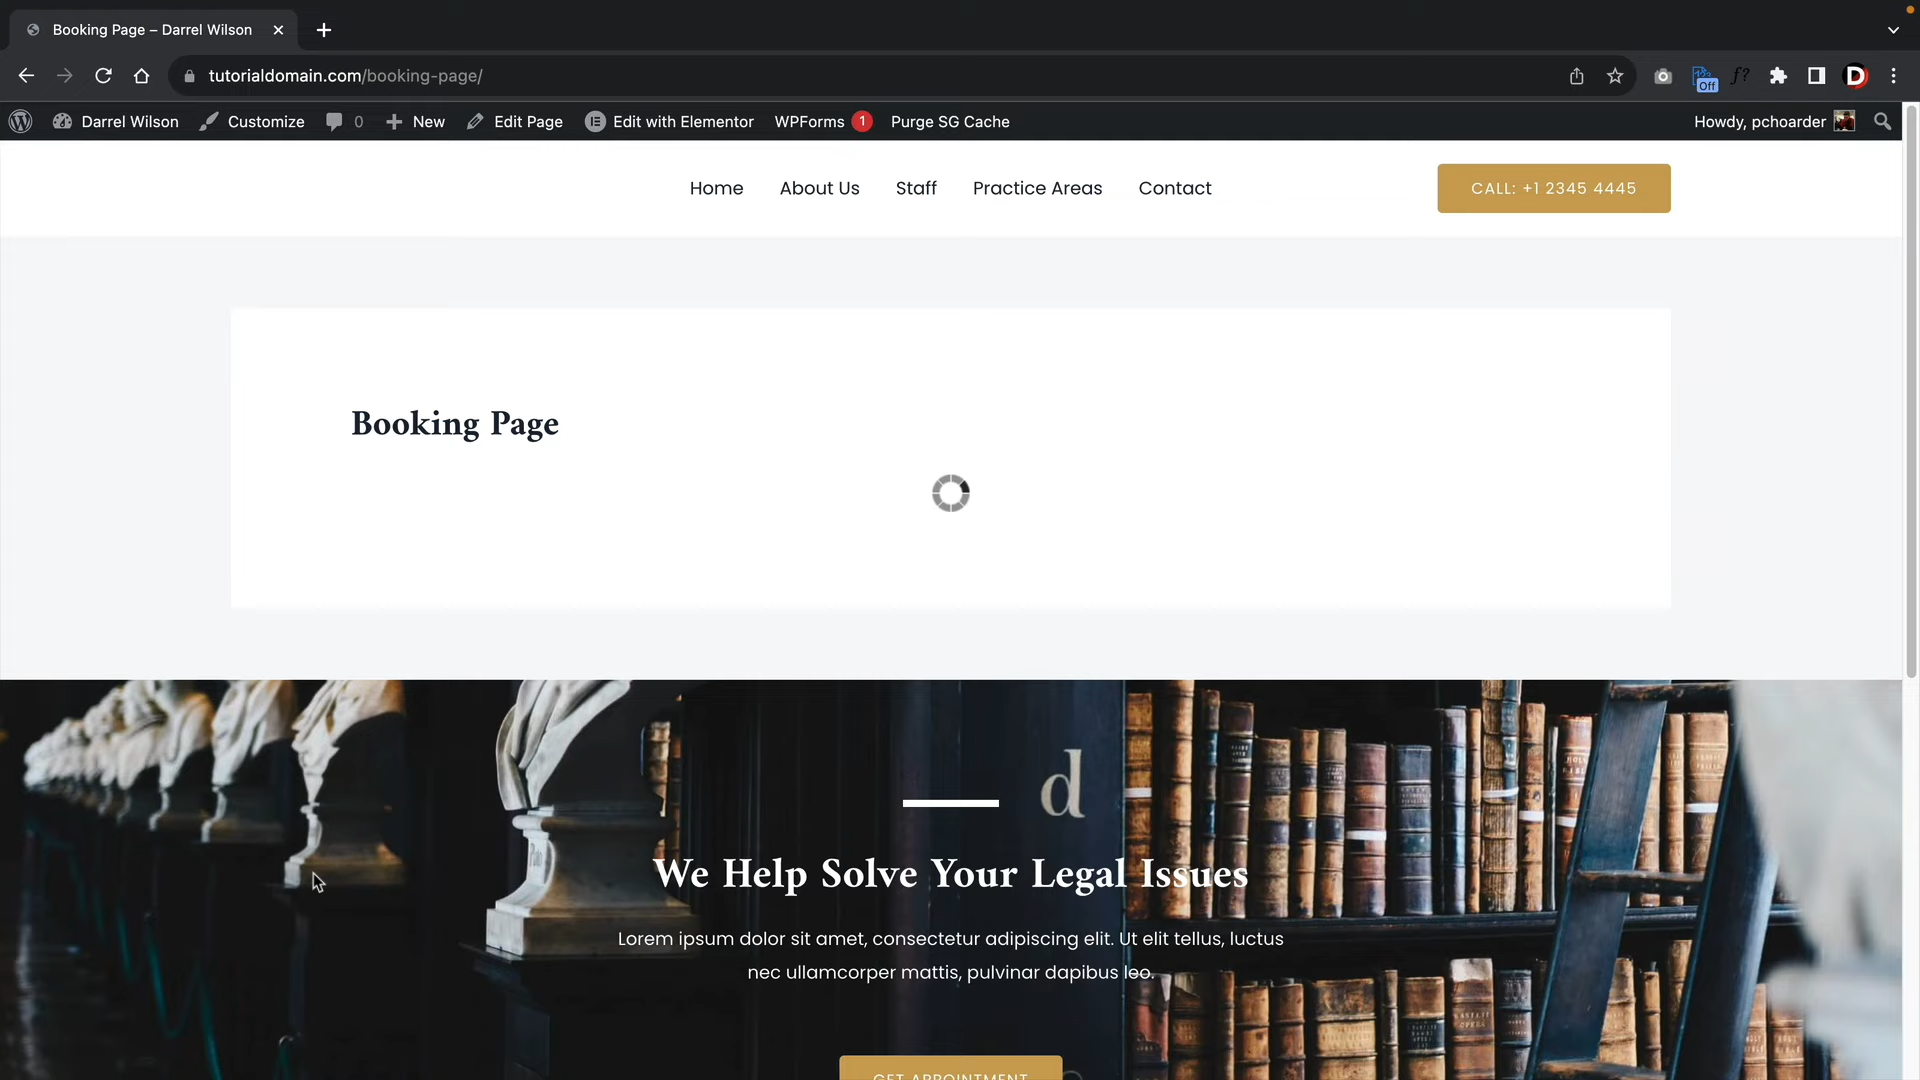 Booking Page – Darrel Wilson
tutorialdomain.com/booking-page/
Off
f?
D
Darrel Wilson
Customize
0
New
Edit Page
Edit with Elementor
WPForms 1
Purge SG Cache
Howdy, pchoarder
Home
About Us
Staff
Practice Areas
Contact
CALL: +1 2345 4445
Booking Page
d
We Help Solve Your Legal Issues
Lorem ipsum dolor sit amet, consectetur adipiscing elit. Ut elit tellus, luctus
nec ullamcorper mattis, pulvinar dapibus leo.
GET APPOINTMENT